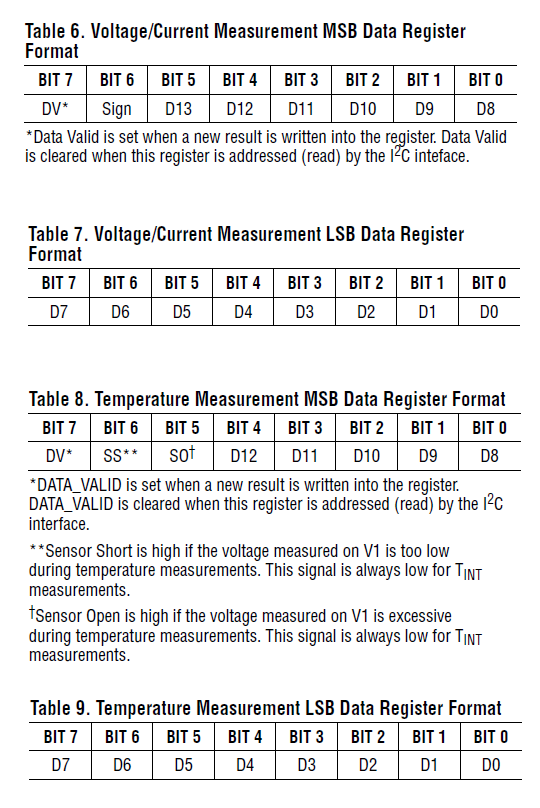 Table 6. Voltage/Current Measurement MSB Data Register
Format
BIT 7 BIT 6 BIT 5 BIT 4 BIT 3 BIT 2 BIT 1 BIT 0
DV* Sign D13 D12 D11 D10 D9 D8
*Data Valid is set when a new result is written into the register. Data Valid
is cleared when this register is addressed (read) by the I2C inteface.
Table 7. Voltage/Current Measurement LSB Data Register
Format
BIT 7 BIT 6 BIT 5 BIT 4 BIT 3 BIT 2 BIT 1 BIT 0
D7 D6 D5 D4 D3 D2 D1 D0
Table 8. Temperature Measurement MSB Data Register Format
BIT 7 BIT 6 BIT 5 BIT 4 BIT 3 BIT 2 BIT 1 BIT 0
DV* SS** SO† D12 D11 D10 D9 D8
*DATA_VALID is set when a new result is written into the register.
DATA_VALID is cleared when this register is addressed (read) by the I2C
interface.
**Sensor Short is high if the voltage measured on V1 is too low
during temperature measurements. This signal is always low for TINT
measurements.
†Sensor Open is high if the voltage measured on V1 is excessive
during temperature measurements. This signal is always low for TINT
measurements.
Table 9. Temperature Measurement LSB Data Register Format
BIT 7 BIT 6 BIT 5 BIT 4 BIT 3 BIT 2 BIT 1 BIT 0
D7 D6 D5 D4 D3 D2 D1 D0